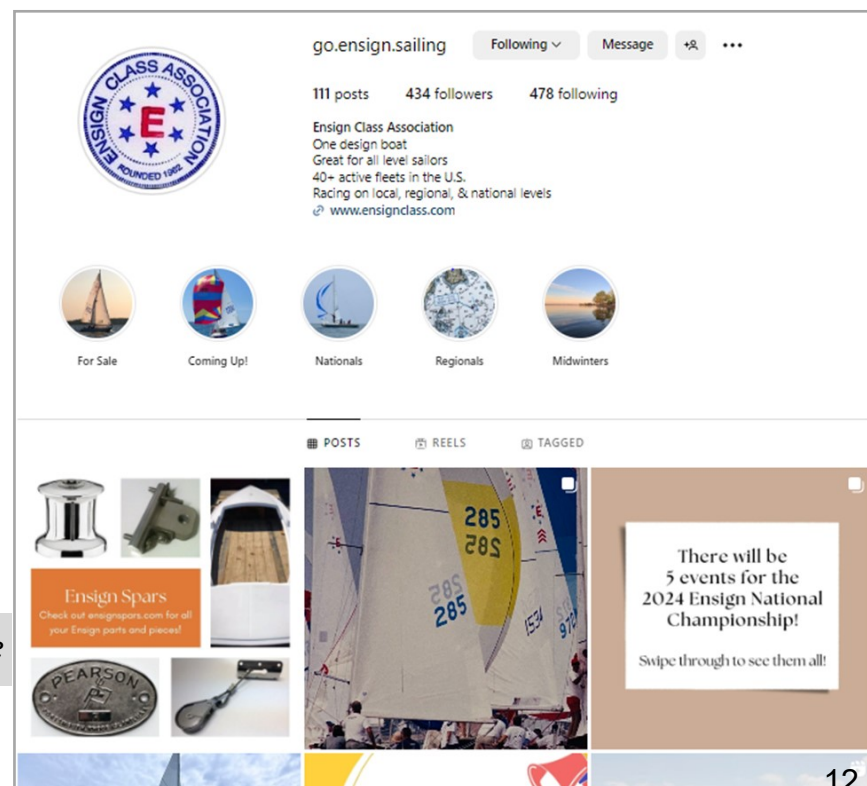 go.ensign.sailing Following Message
111 posts 434 followers 478 following
Ensign Class Association
One design boat
Great for all level sailors
40+ active fleets in the U.S.
Racing on local, regional, & national levels
www.ensignclass.com
ENSIGN CLASS ASSOCIATION
E
FOUNDED 1962
For Sale Coming Up! Nationals Regionals Midwinters
POSTS REELS TAGGED
Ensign Spars
Check out ensignspars.com for all
your Ensign parts and pieces!
PEARSON
285
285
285
285
1534
970
There will be
5 events for the
2024 Ensign National
Championship!
Swipe through to see them all!
?
12